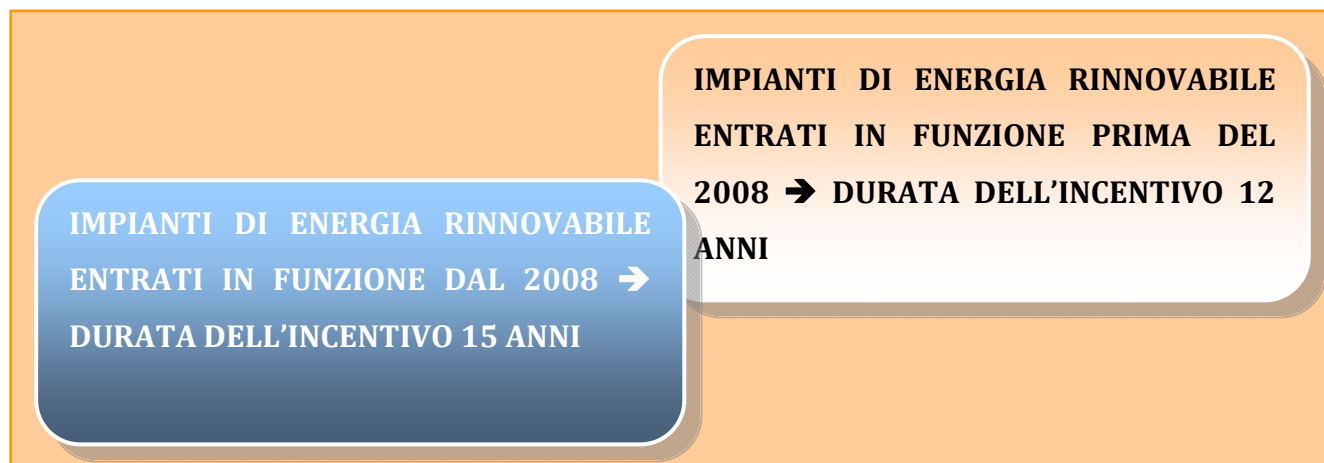 IMPIANTI DI ENERGIA RINNOVABILE
ENTRATI IN FUNZIONE PRIMA DEL
2008 ➔ DURATA DELL’INCENTIVO 12
ANNI
IMPIANTI DI ENERGIA RINNOVABILE
ENTRATI IN FUNZIONE DAL 2008 ➔
DURATA DELL’INCENTIVO 15 ANNI